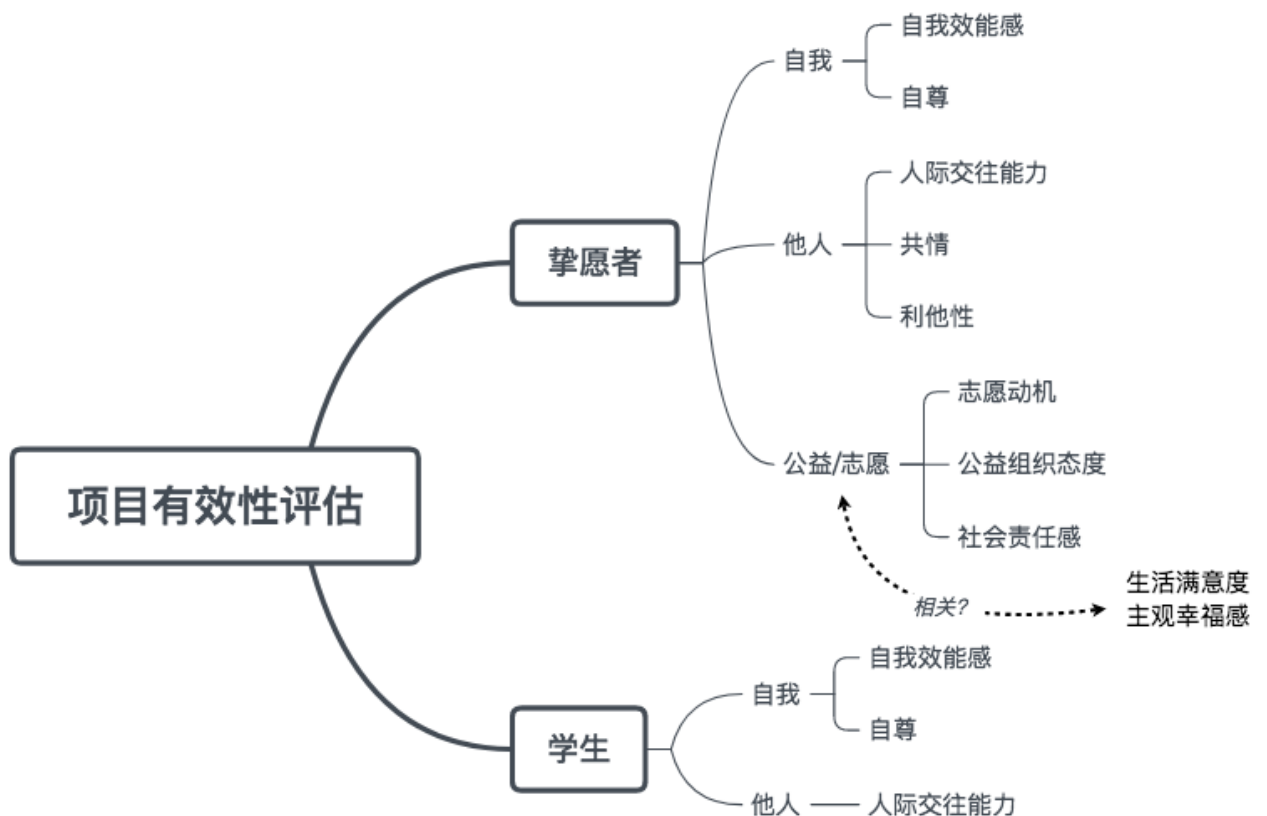 项目有效性评估
挚愿者
自我
自我效能感
自尊
他人
人际交往能力
共情
利他性
公益/志愿
志愿动机
公益组织态度
社会责任感
相关?
生活满意度
主观幸福感
学生
自我
自我效能感
自尊
他人
人际交往能力